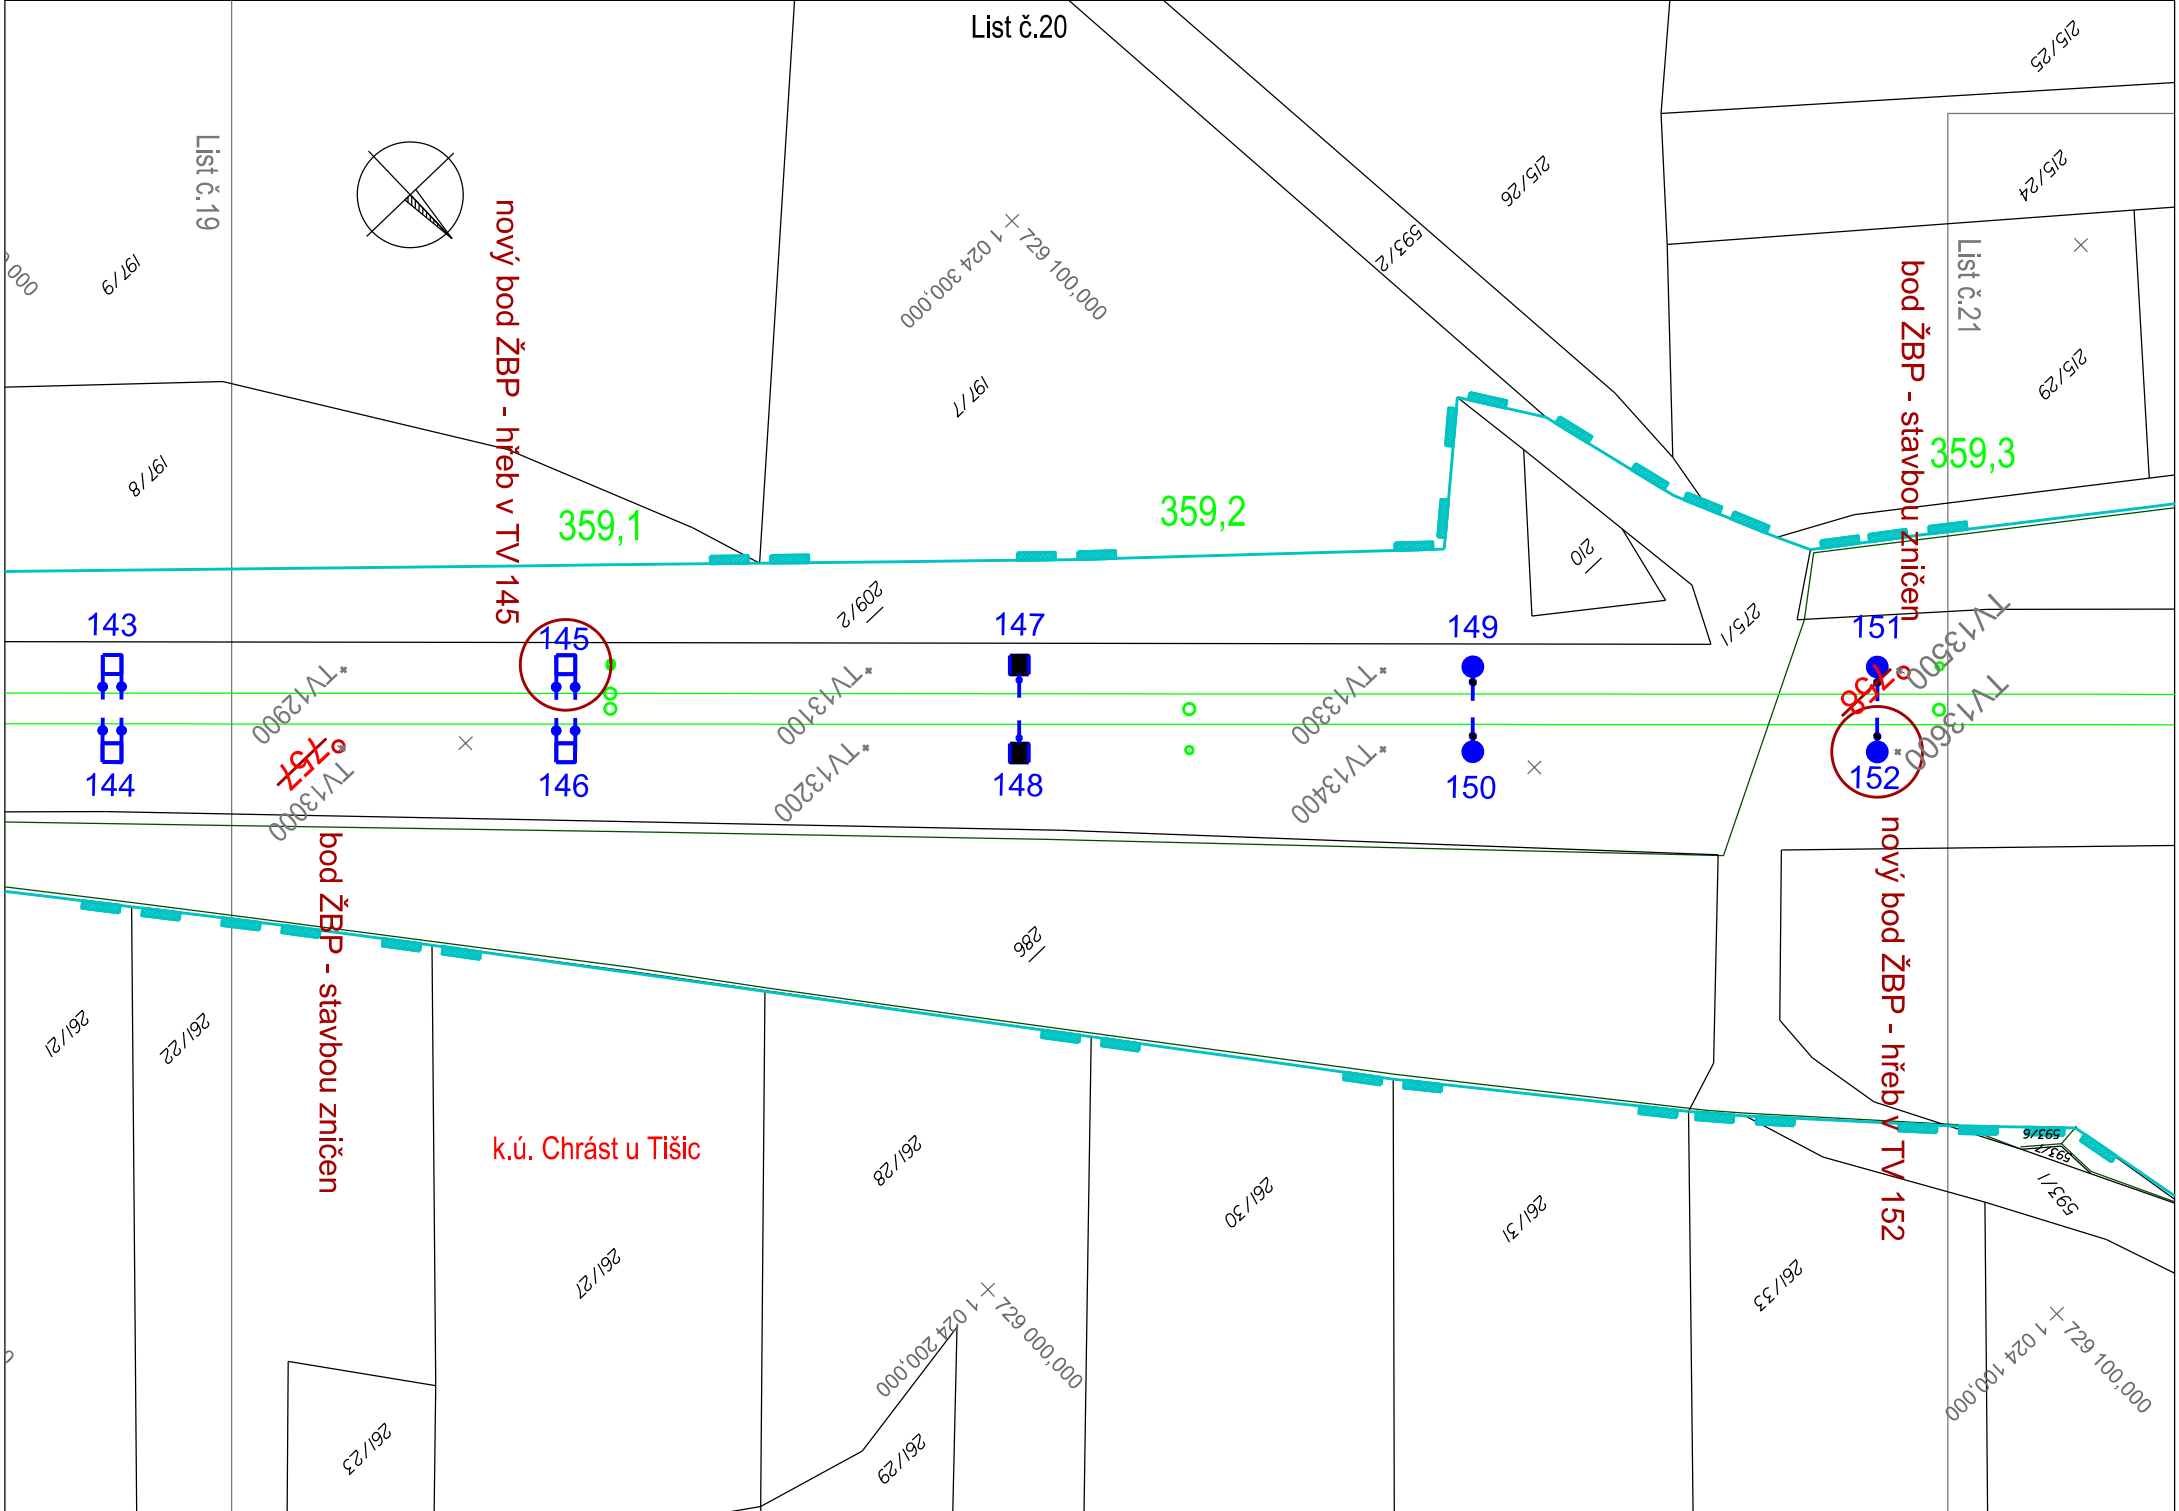 List č.20
215/25
List č.19
215/26
215/24
593/2
List č.21
197/9
729 100,000
1 024 300,000
nový bod ŽBP - hřeb v TV 145
bod ŽBP - stavbou zničen
215/29
197/7
197/8
359,1
359,2
359,3
210
209/2
275/1
143
145
147
149
151
TV12900
TV13100
TV13300
TV13500
757
758
TV13000
TV13200
TV13400
TV13600
144
146
148
150
152
bod ŽBP - stavbou zničen
nový bod ŽBP - hřeb v TV 152
286
261/21
261/22
k.ú. Chrást u Tišic
261/28
261/30
261/31
593/6
593/7
593/1
261/27
261/33
729 000,000
1 024 200,000
729 100,000
1 024 100,000
261/23
261/29